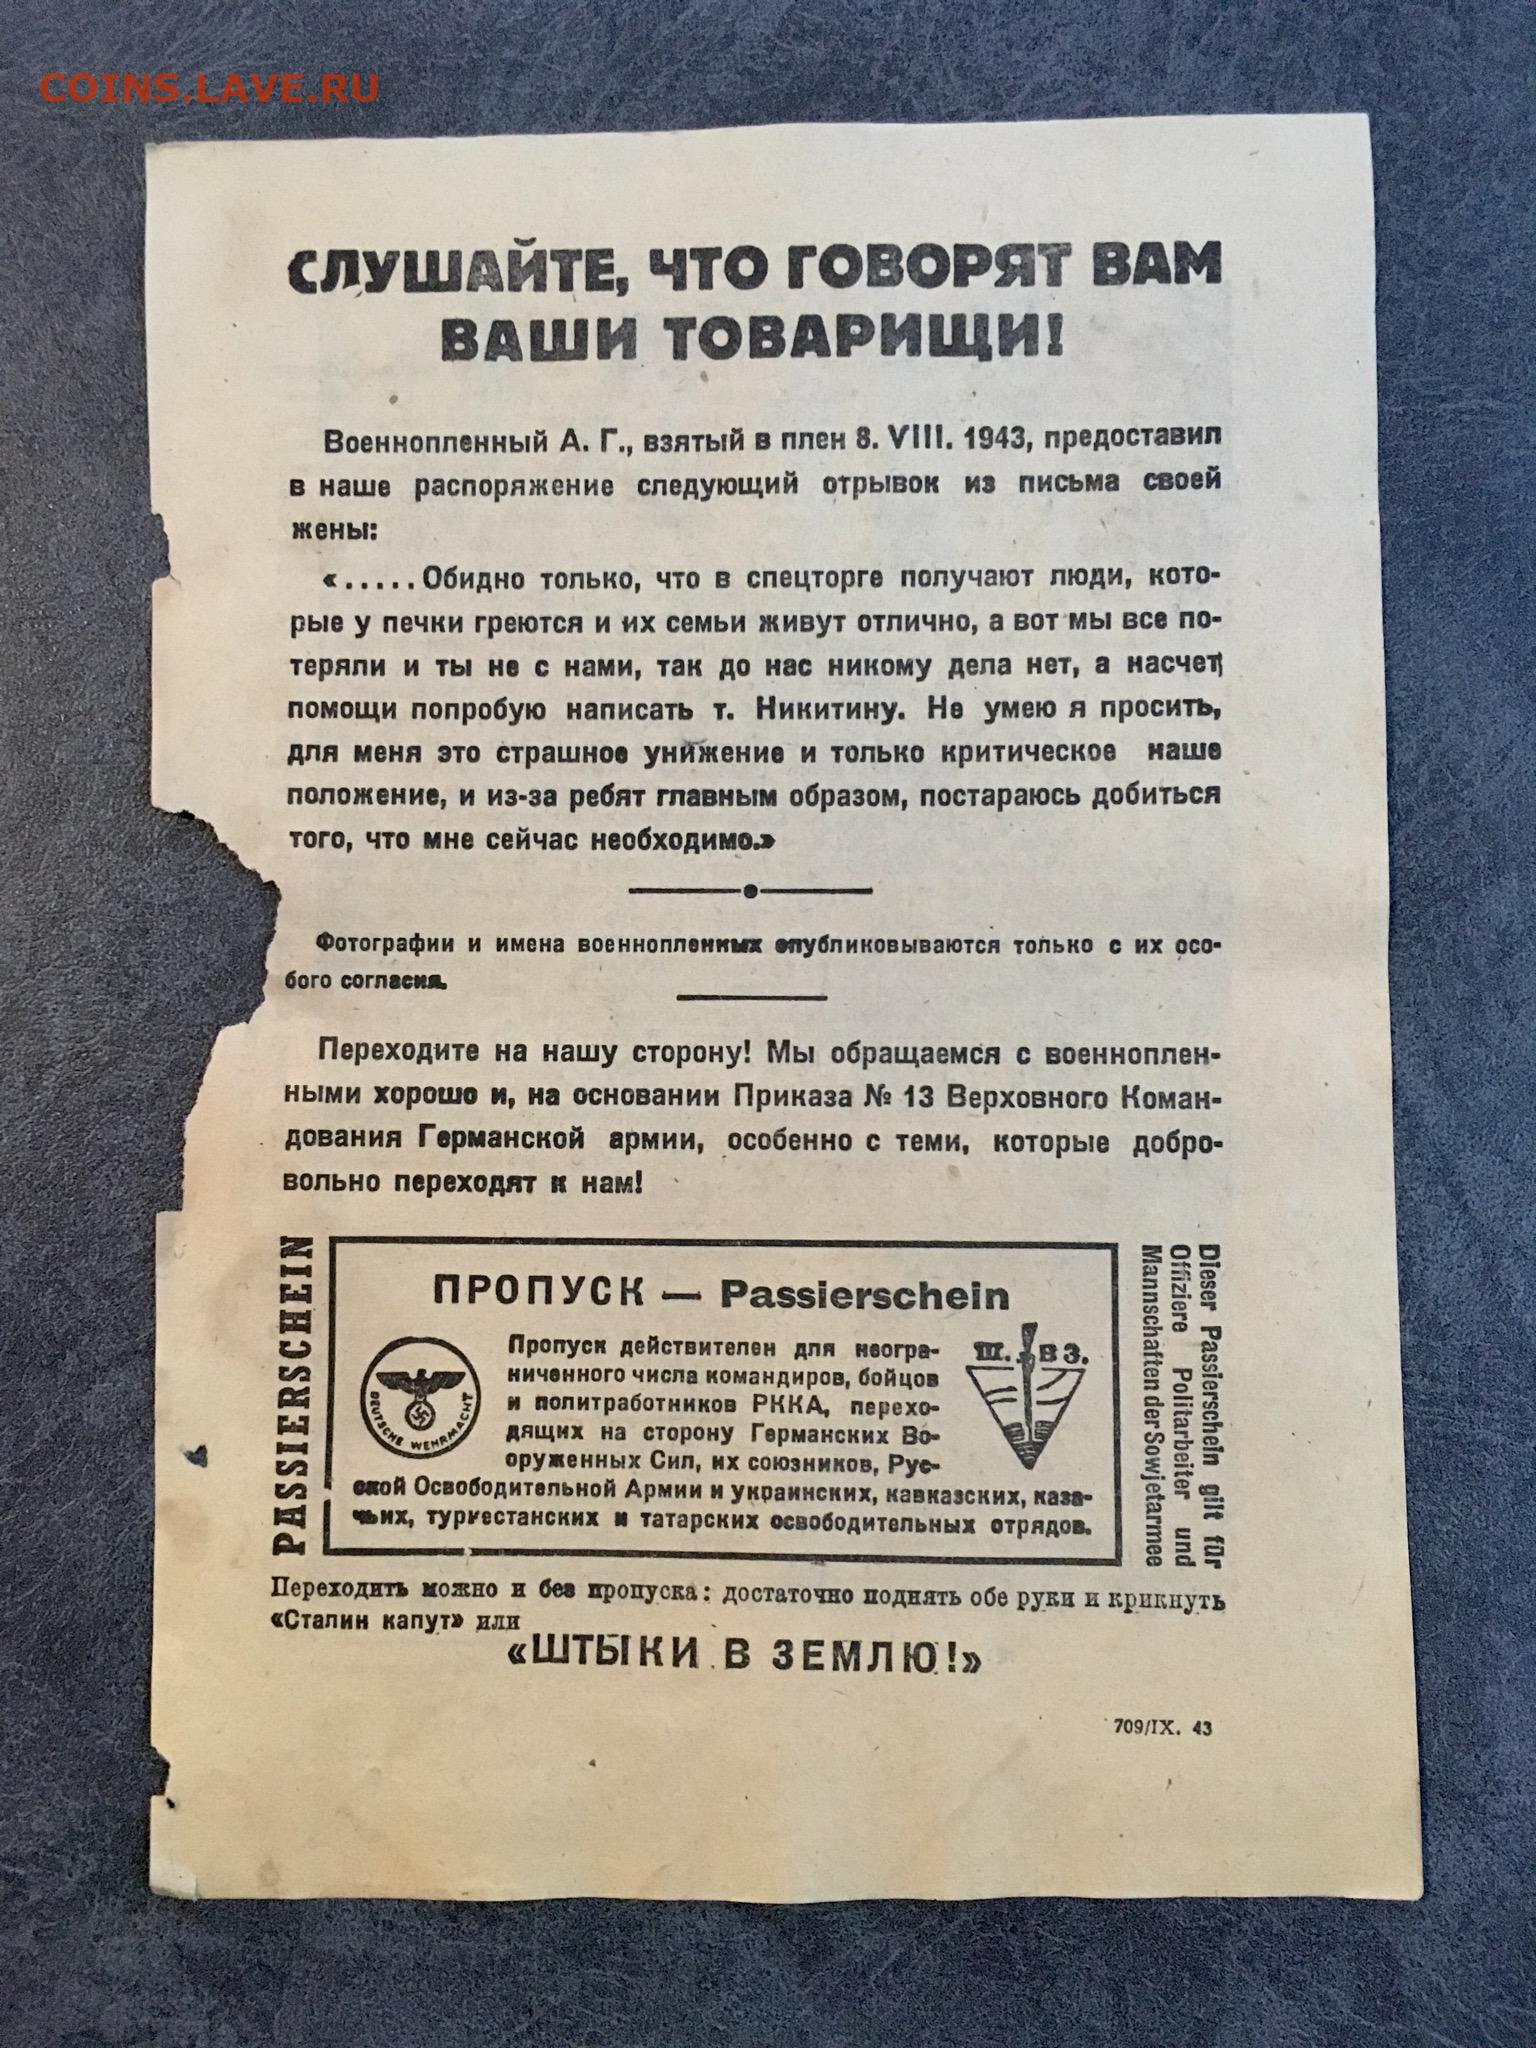 COINS.LAVE.RU
СЛУШАЙТЕ, ЧТО ГОВОРЯТ ВАМ
ВАШИ ТОВАРИЩИ!
Военнопленный А. Г., взятый в плен 8. VIII. 1943, предоставил
в наше распоряжение следующий отрывок из письма своей
жены:
«.....Обидно только, что в спецторге получают люди, кото-
рые у печки греются и их семьи живут отлично, а вот мы все по-
теряли и ты не с нами, так до нас никому дела нет, а насчет
помощи попробую написать т. Никитину. Не умею я просить,
для меня это страшное унижение и только критическое наше
положение, и из-за ребят главным образом, постараюсь добиться
того, что мне сейчас необходимо.»
Фотографии и имена военнопленных опубликовываются только с их осо-
бого согласия.
Переходите на нашу сторону! Мы обращаемся с военноплен-
ными хорошо и, на основании Приказа № 13 Верховного Коман-
дования Германской армии, особенно с теми, которые добро-
вольно переходят к нам!
PASSIERSCHEIN
ПРОПУСК — Passierschein
DEUTSCHE WEHRMACHT
Пропуск действителен для неогра-
ниченного числа командиров, бойцов
и политработников РККА, перехо-
дящих на сторону Германских Во-
оруженных Сил, их союзников, Рус-
ской Освободительной Армии и украинских, кавказских, каза-
чьих, туркестанских и татарских освободительных отрядов.
Ш. В З.
Dieser Passierschein gilt für
Offiziere Politarbeiter und
Mannschaften der Sowjetarmee
Переходить можно и без пропуска: достаточно поднять обе руки и крикнуть
«Сталин капут» или
«ШТЫКИ В ЗЕМЛЮ!»
709/IX. 43